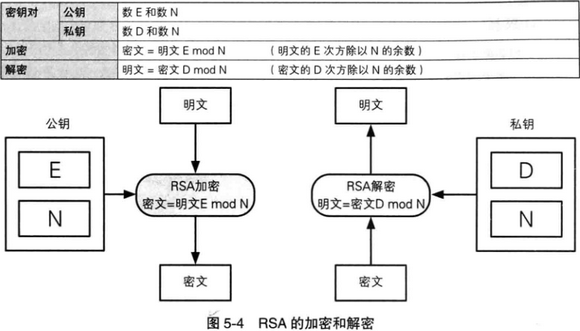 密钥对 公钥 数 E 和数 N
私钥 数 D 和数 N
加密 密文 = 明文 E mod N （明文的 E 次方除以 N 的余数）
解密 明文 = 密文 D mod N （密文的 D 次方除以 N 的余数）
明文 明文
公钥 私钥
E D
RSA加密 RSA解密
密文=明文E mod N 明文=密文D mod N
N N
密文 密文
图 5-4 RSA 的加密和解密